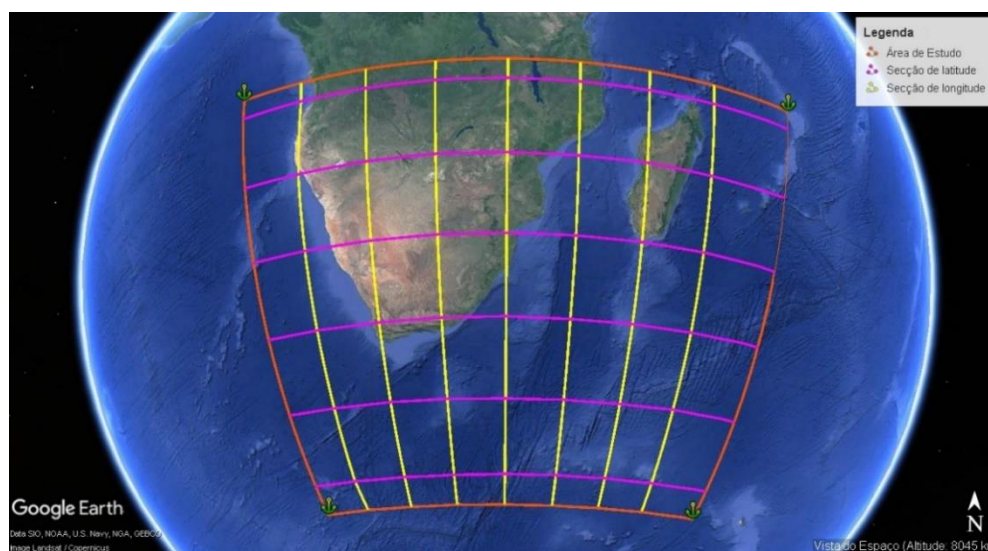 Legenda
Área de Estudo
Secção de latitude
Secção de longitude
Google Earth
Data SIO, NOAA, U.S. Navy, NGA, GEBCO
Image Landsat / Copernicus
N
Vista do Espaço (Altitude: 8045 k